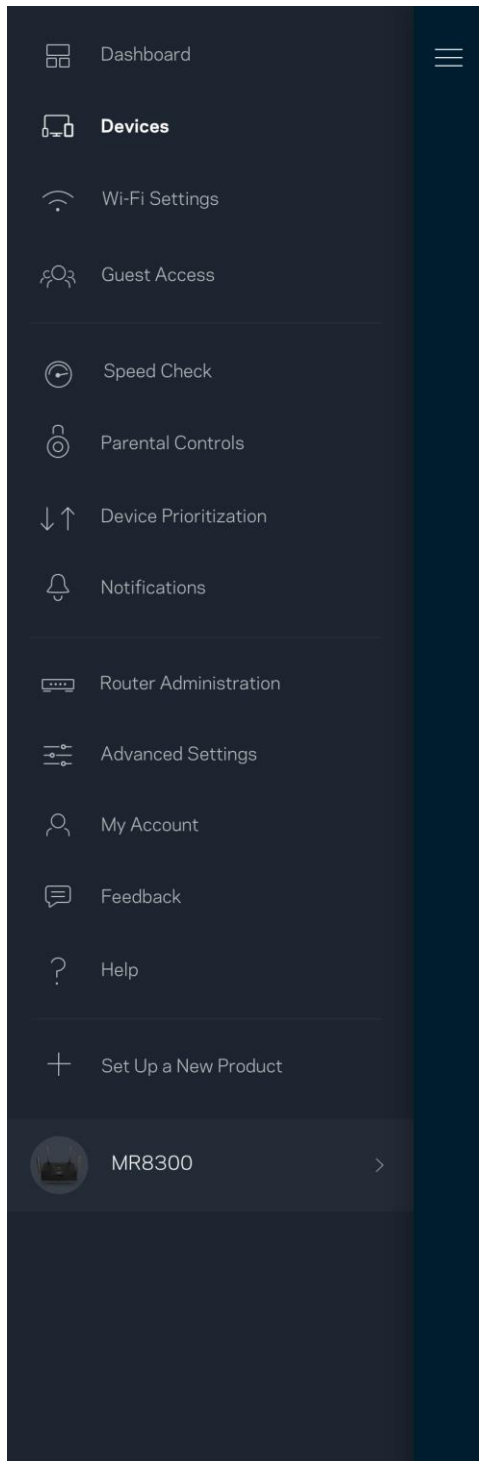 Dashboard
Devices
Wi-Fi Settings
Guest Access
Speed Check
Parental Controls
Device Prioritization
Notifications
Router Administration
Advanced Settings
My Account
Feedback
Help
Set Up a New Product
MR8300